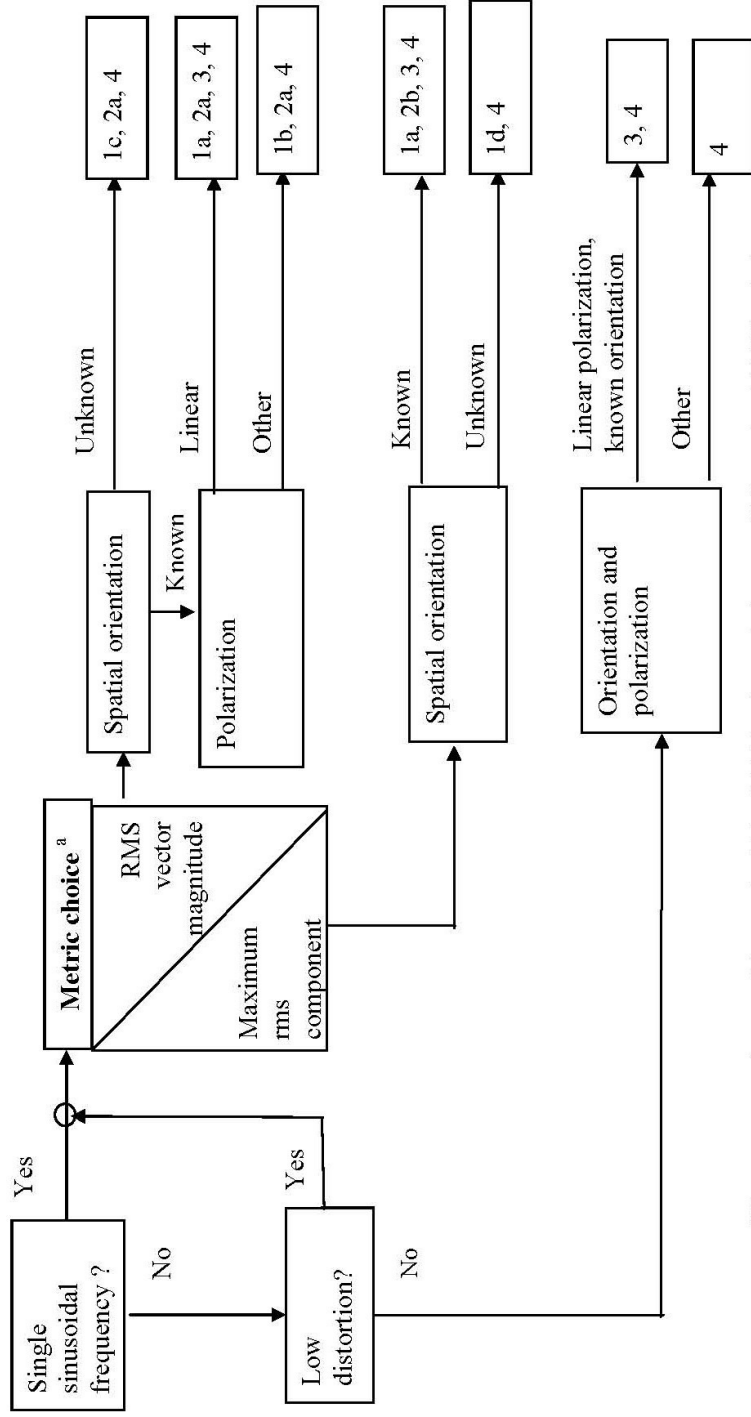 Single
sinusoidal
frequency ?
Yes
No
Low
distortion?
Yes
No
Metric choice a
RMS
vector
magnitude
Maximum
rms
component
Spatial orientation
Unknown
Known
1c, 2a, 4
Polarization
Linear
1a, 2a, 3, 4
Other
1b, 2a, 4
Spatial orientation
Known
1a, 2b, 3, 4
Unknown
1d, 4
Orientation and
polarization
Linear polarization,
known orientation
3, 4
Other
4